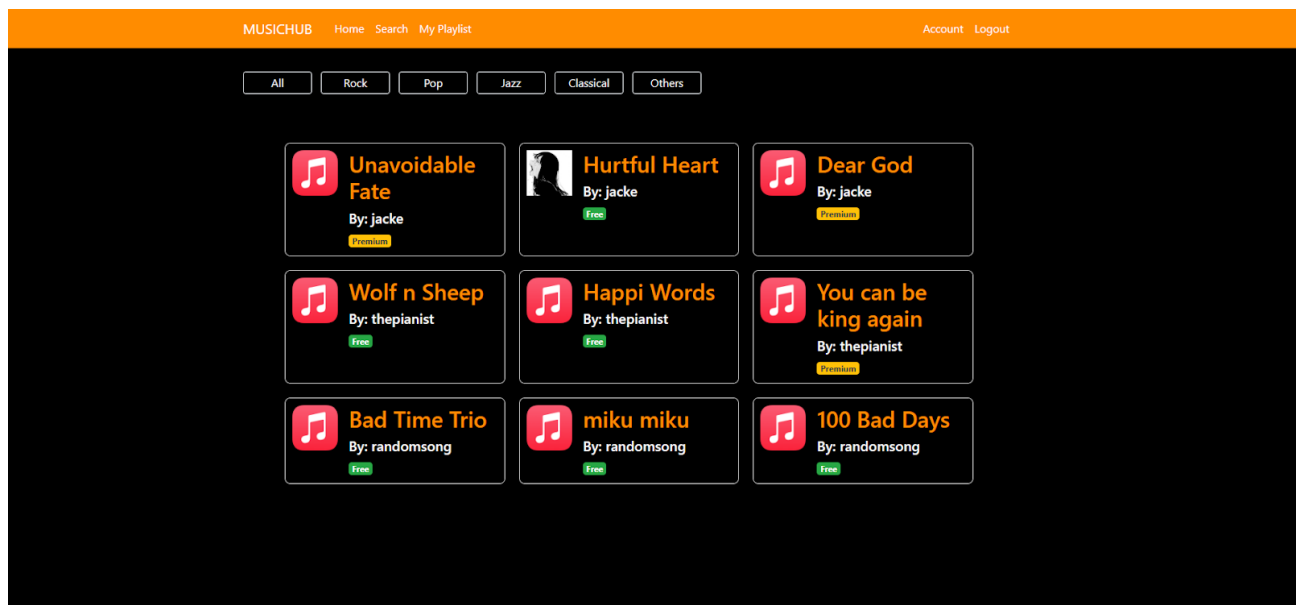 MUSICHUB Home Search My Playlist Account Logout
All Rock Pop Jazz Classical Others
Unavoidable
Fate
By: jacke
Premium
Hurtful Heart
By: jacke
Free
Dear God
By: jacke
Premium
Wolf n Sheep
By: thepianist
Free
Happi Words
By: thepianist
Free
You can be
king again
By: thepianist
Premium
Bad Time Trio
By: randomsong
Free
miku miku
By: randomsong
Free
100 Bad Days
By: randomsong
Free